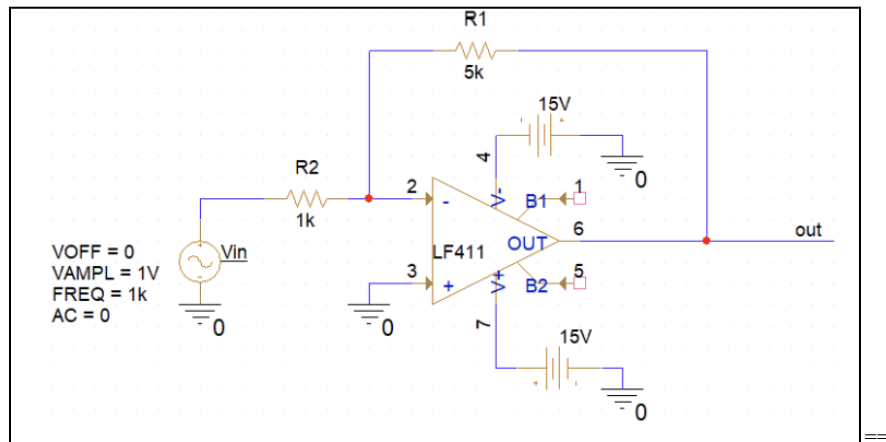 R1
5k
15V
4
0
R2
1k
2
-
V-
B1
1
LF411
OUT
6
out
Vin
VOFF = 0
VAMPL = 1V
FREQ = 1k
AC = 0
3
+
V+
B2
5
0
0
7
15V
+
-
0
==